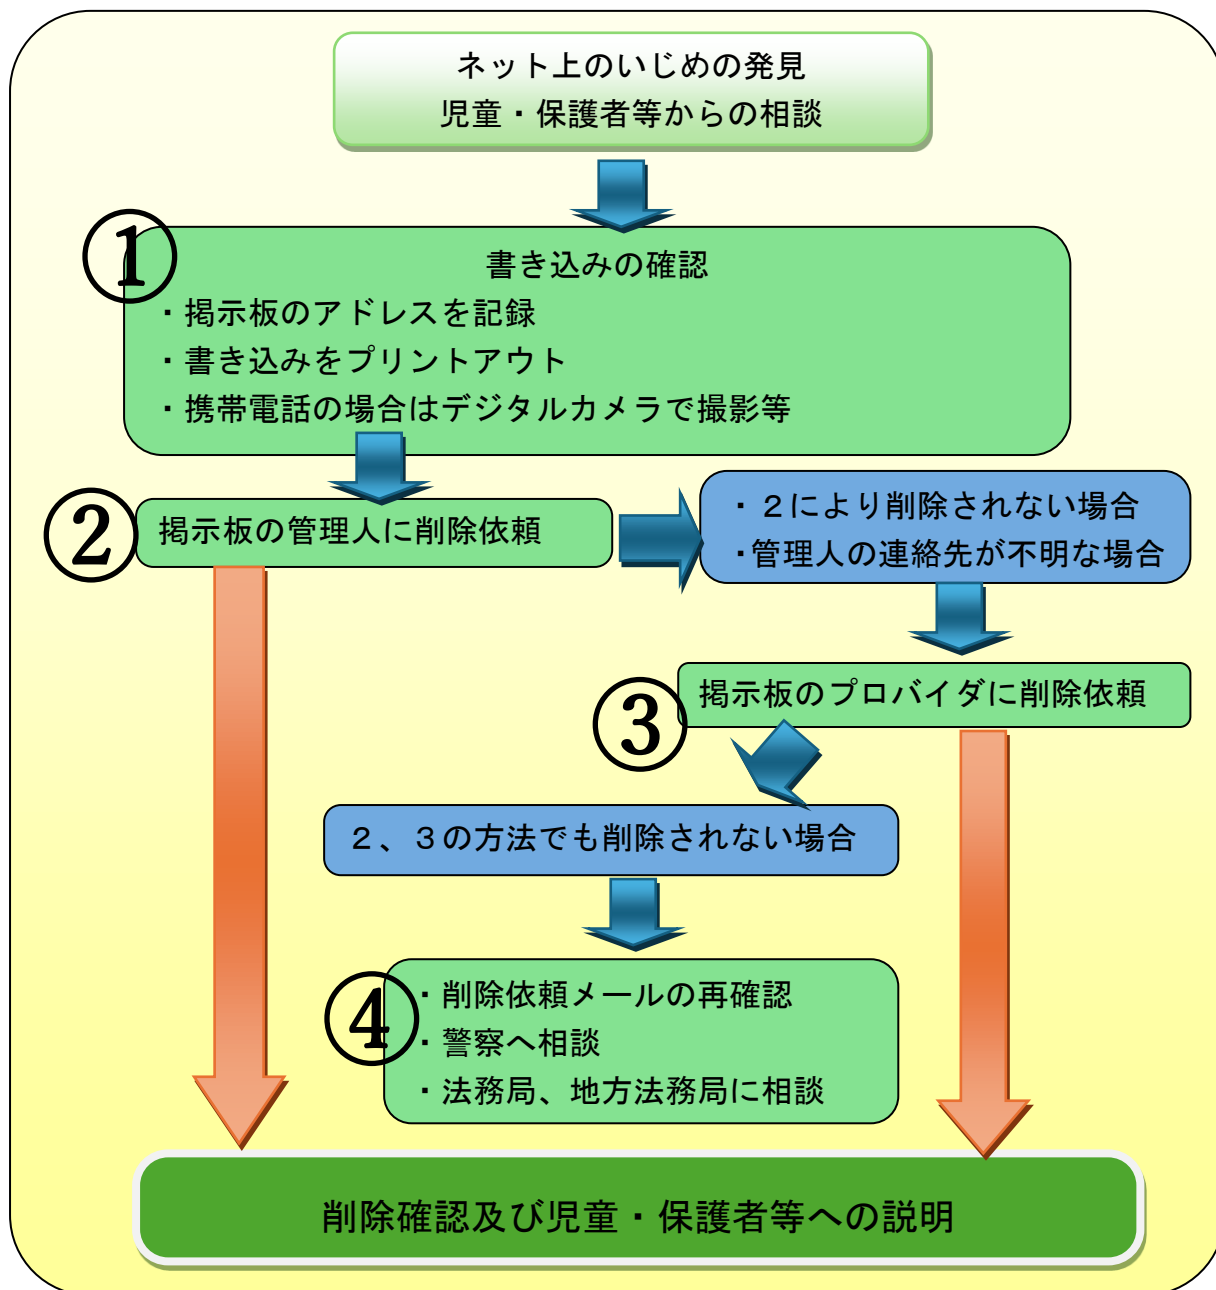 ネット上のいじめの発見
児童・保護者等からの相談
①
書き込みの確認
・掲示板のアドレスを記録
・書き込みをプリントアウト
・携帯電話の場合はデジタルカメラで撮影等
②
掲示板の管理人に削除依頼
・２により削除されない場合
・管理人の連絡先が不明な場合
③
掲示板のプロバイダに削除依頼
２、３の方法でも削除されない場合
④
・削除依頼メールの再確認
・警察へ相談
・法務局、地方法務局に相談
削除確認及び児童・保護者等への説明